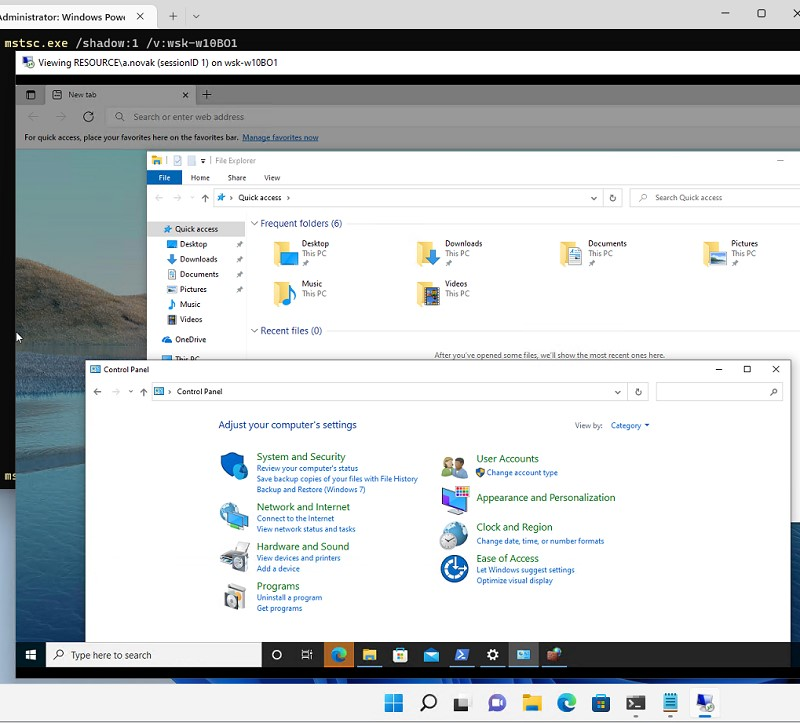 Administrator: Windows Powe
mstsc.exe /shadow:1 /v:wsk-w10BO1
Viewing RESOURCE\a.novak (sessionID 1) on wsk-w10BO1
New tab
Search or enter web address
For quick access, place your favorites here on the favorites bar. Manage favorites now
File Explorer
File Home Share View
Quick access
Search Quick access
Quick access
Desktop
Downloads
Documents
Pictures
Music
Videos
OneDrive
This PC
Frequent folders (6)
Desktop
This PC
Downloads
This PC
Documents
This PC
Pictures
This PC
Music
This PC
Videos
This PC
Recent files (0)
After you've opened some files, we'll show the most recent ones here.
ms
Control Panel
Control Panel
Adjust your computer's settings
View by: Category
System and Security
Review your computer's status
Save backup copies of your files with File History
Backup and Restore (Windows 7)
Network and Internet
Connect to the Internet
View network status and tasks
Hardware and Sound
View devices and printers
Add a device
Programs
Uninstall a program
Get programs
User Accounts
Change account type
Appearance and Personalization
Clock and Region
Change date, time, or number formats
Ease of Access
Let Windows suggest settings
Optimize visual display
Type here to search